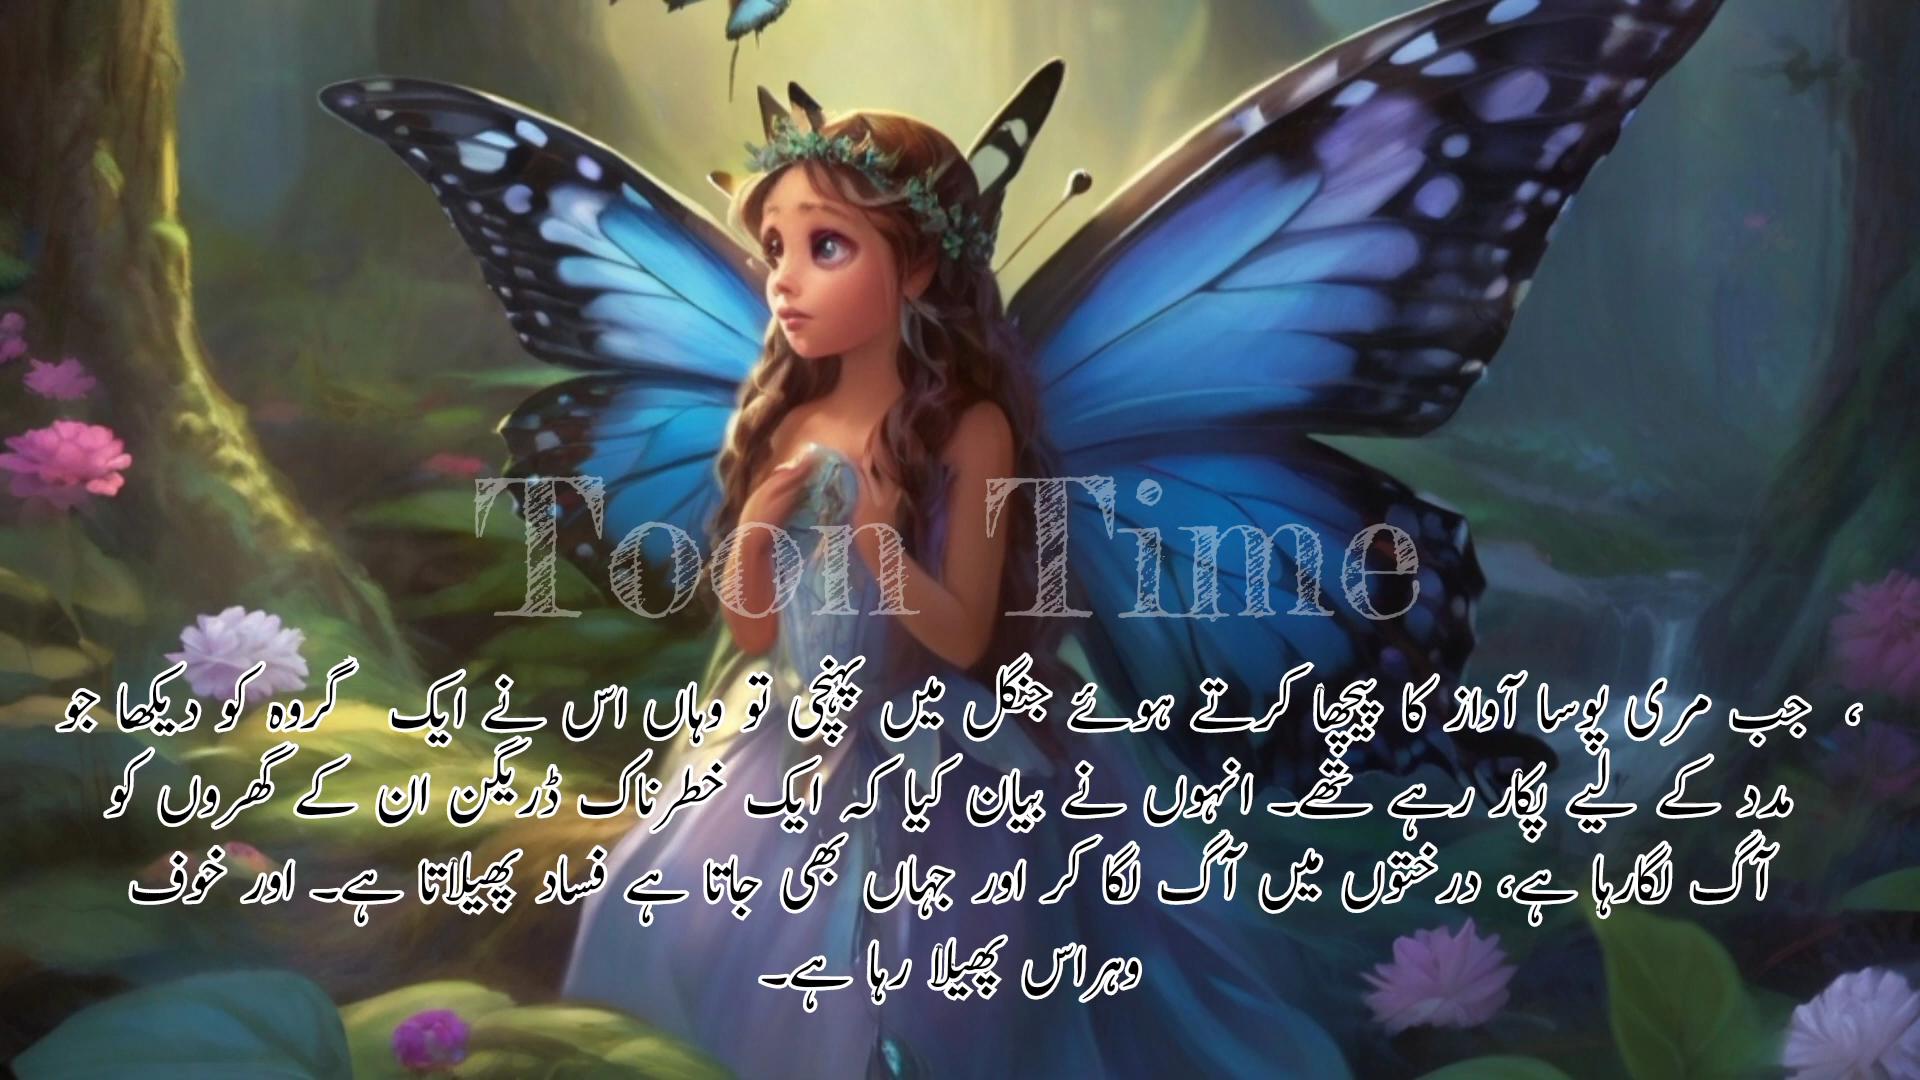 Toon Time
، جب مری پوسا آواز کا پیچھا کرتے ہوئے جنگل میں پہنچی تو وہاں اس نے ایک گروہ کو دیکھا جو
مدد کے لیے پکار رہے تھے۔ انہوں نے بیان کیا کہ ایک خطرناک ڈریگن ان کے گھروں کو
آگ لگارہا ہے، درختوں میں آگ لگا کر اور جہاں بھی جاتا ہے فساد پھیلاتا ہے۔ اور خوف
وہراس پھیلا رہا ہے۔